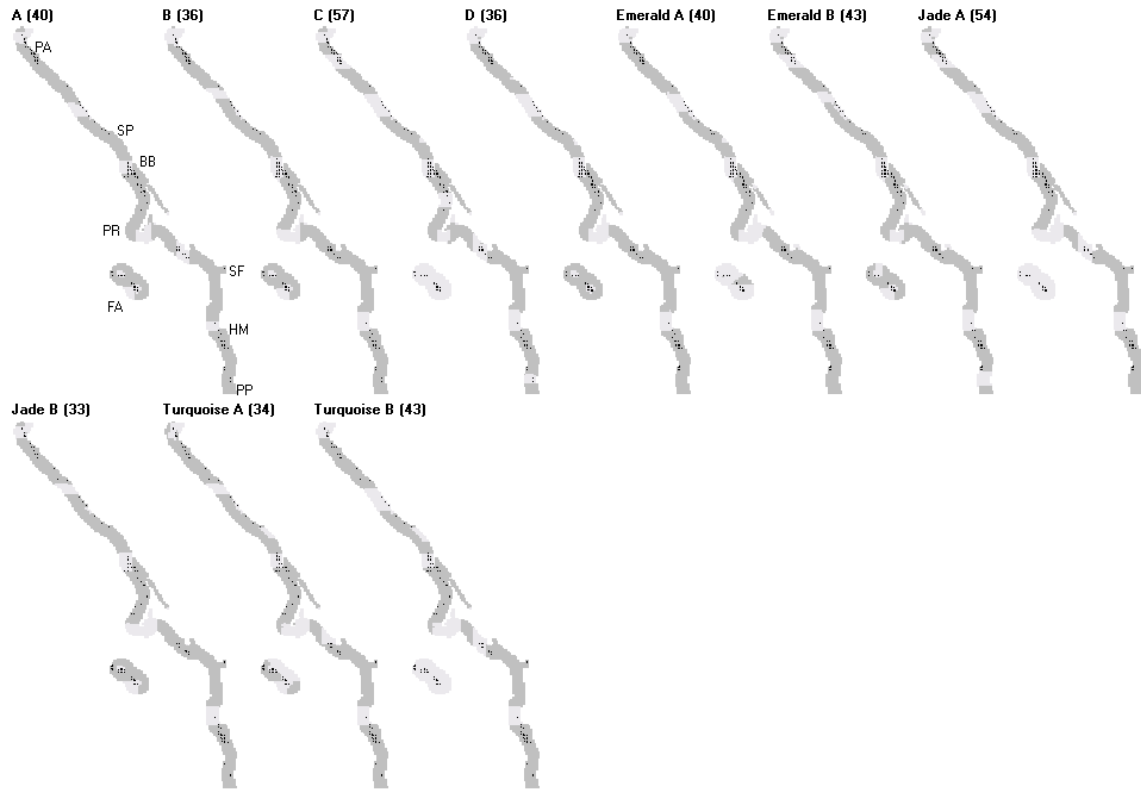 A (40) B (36) C (57) D (36) Emerald A (40) Emerald B (43) Jade A (54)
PA
SP
BB
PR
SF
FA
HM
PP
Jade B (33) Turquoise A (34) Turquoise B (43)